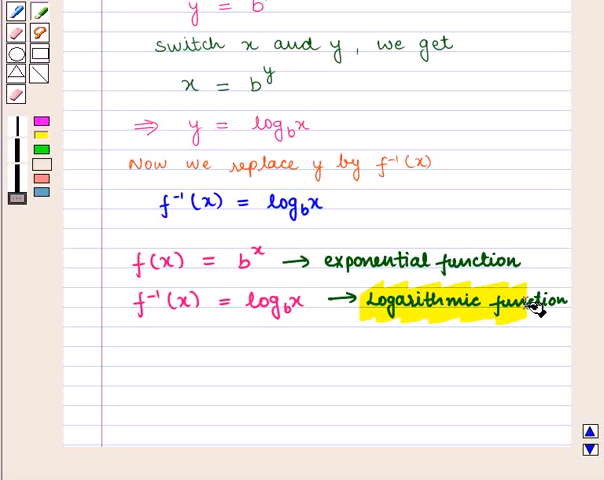 y = b
switch x and y, we get
x = b^y
⇒ y = log_b x
Now we replace y by f⁻¹(x)
f⁻¹(x) = log_b x
f(x) = b^x → exponential function
f⁻¹(x) = log_b x → Logarithmic function